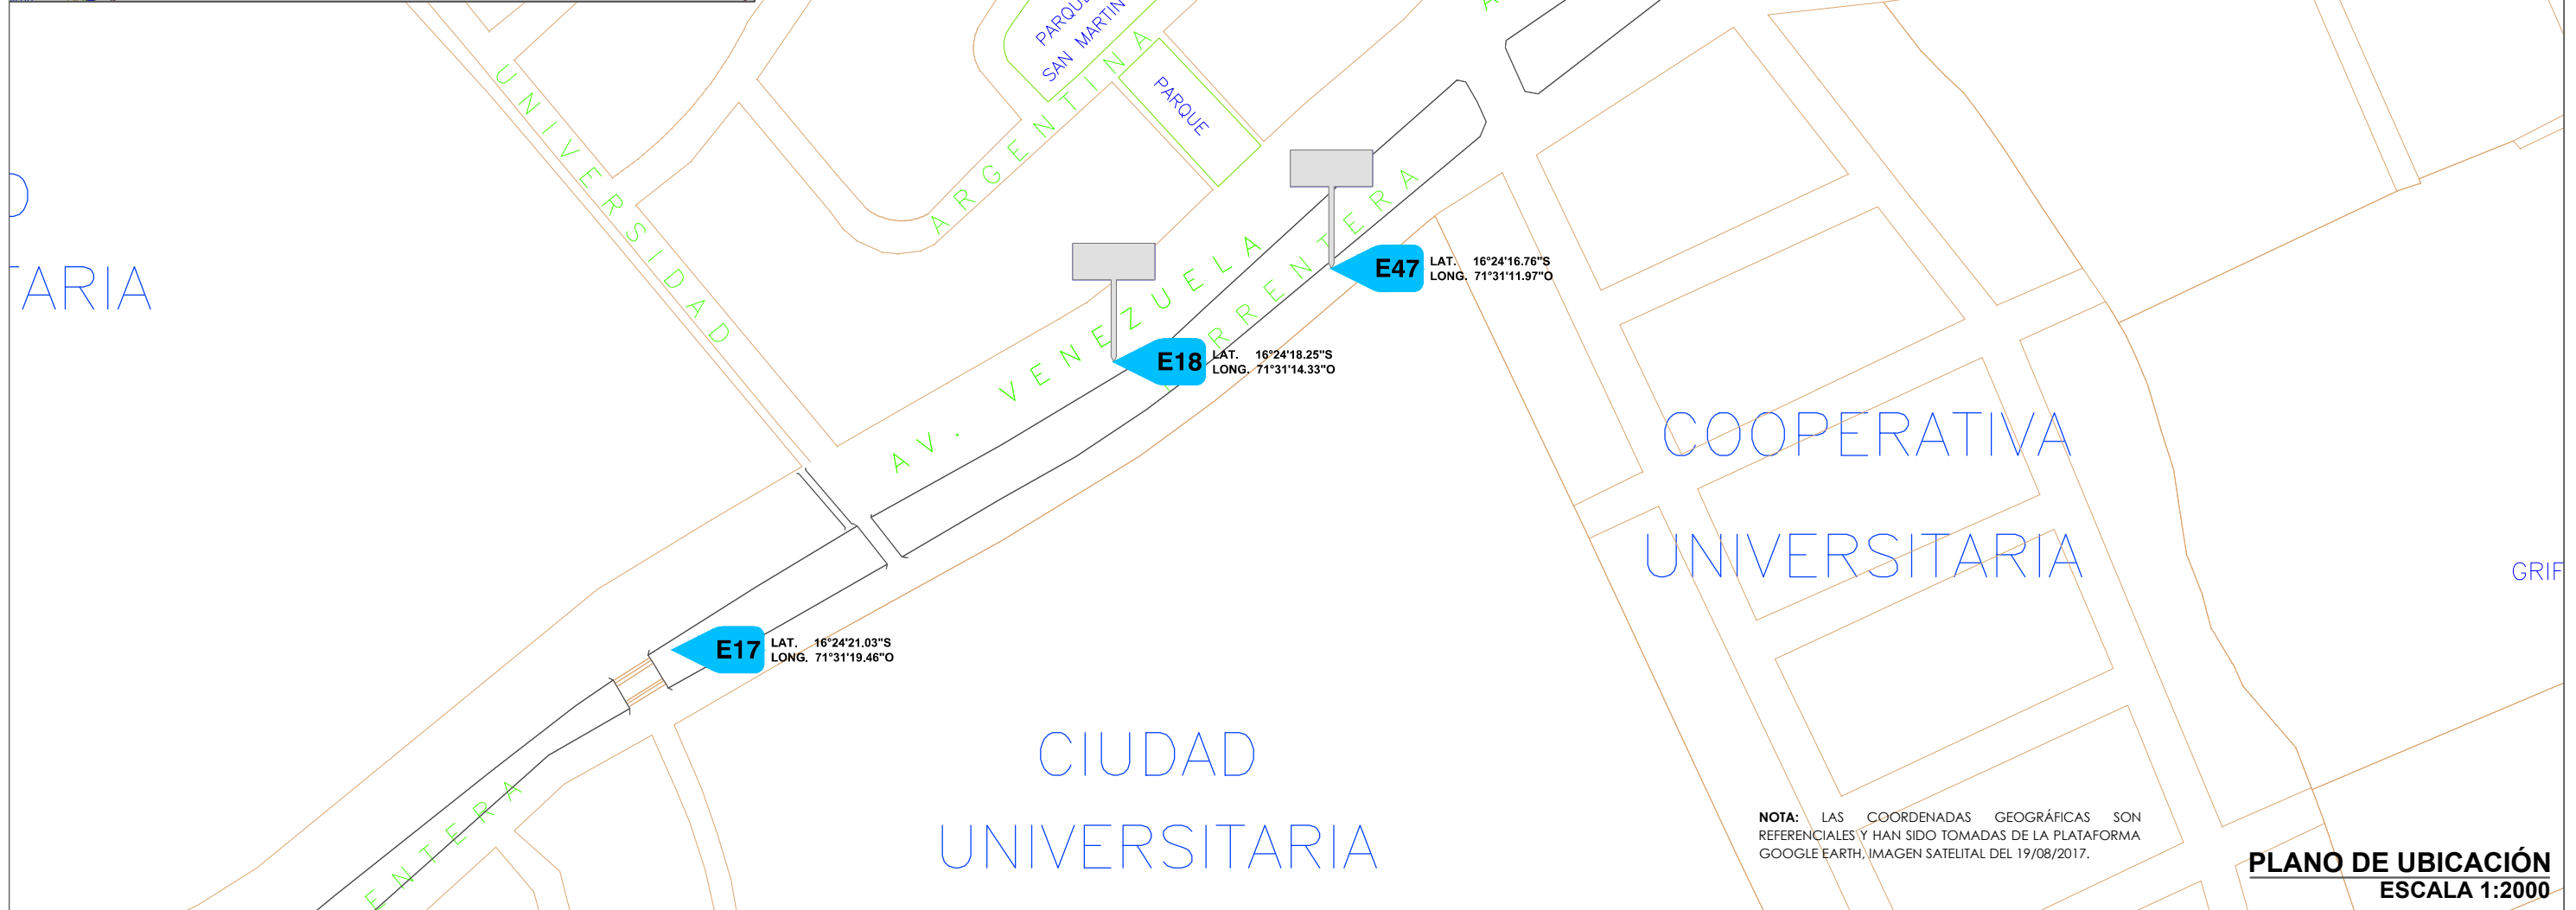 PARQUE
SAN MARTIN
PARQUE
UNIVERSIDAD
ARGENTINA
TARIA
AV. VENEZUELA
E47
LAT. 16°24'16.76"S
LONG. 71°31'11.97"O
E18
LAT. 16°24'18.25"S
LONG. 71°31'14.33"O
COOPERATIVA
UNIVERSITARIA
GRIF
E17
LAT. 16°24'21.03"S
LONG. 71°31'19.46"O
ENTERA
CIUDAD
UNIVERSITARIA
NOTA: LAS COORDENADAS GEOGRÁFICAS SON
REFERENCIALES Y HAN SIDO TOMADAS DE LA PLATAFORMA
GOOGLE EARTH, IMAGEN SATELITAL DEL 19/08/2017.
PLANO DE UBICACIÓN
ESCALA 1:2000